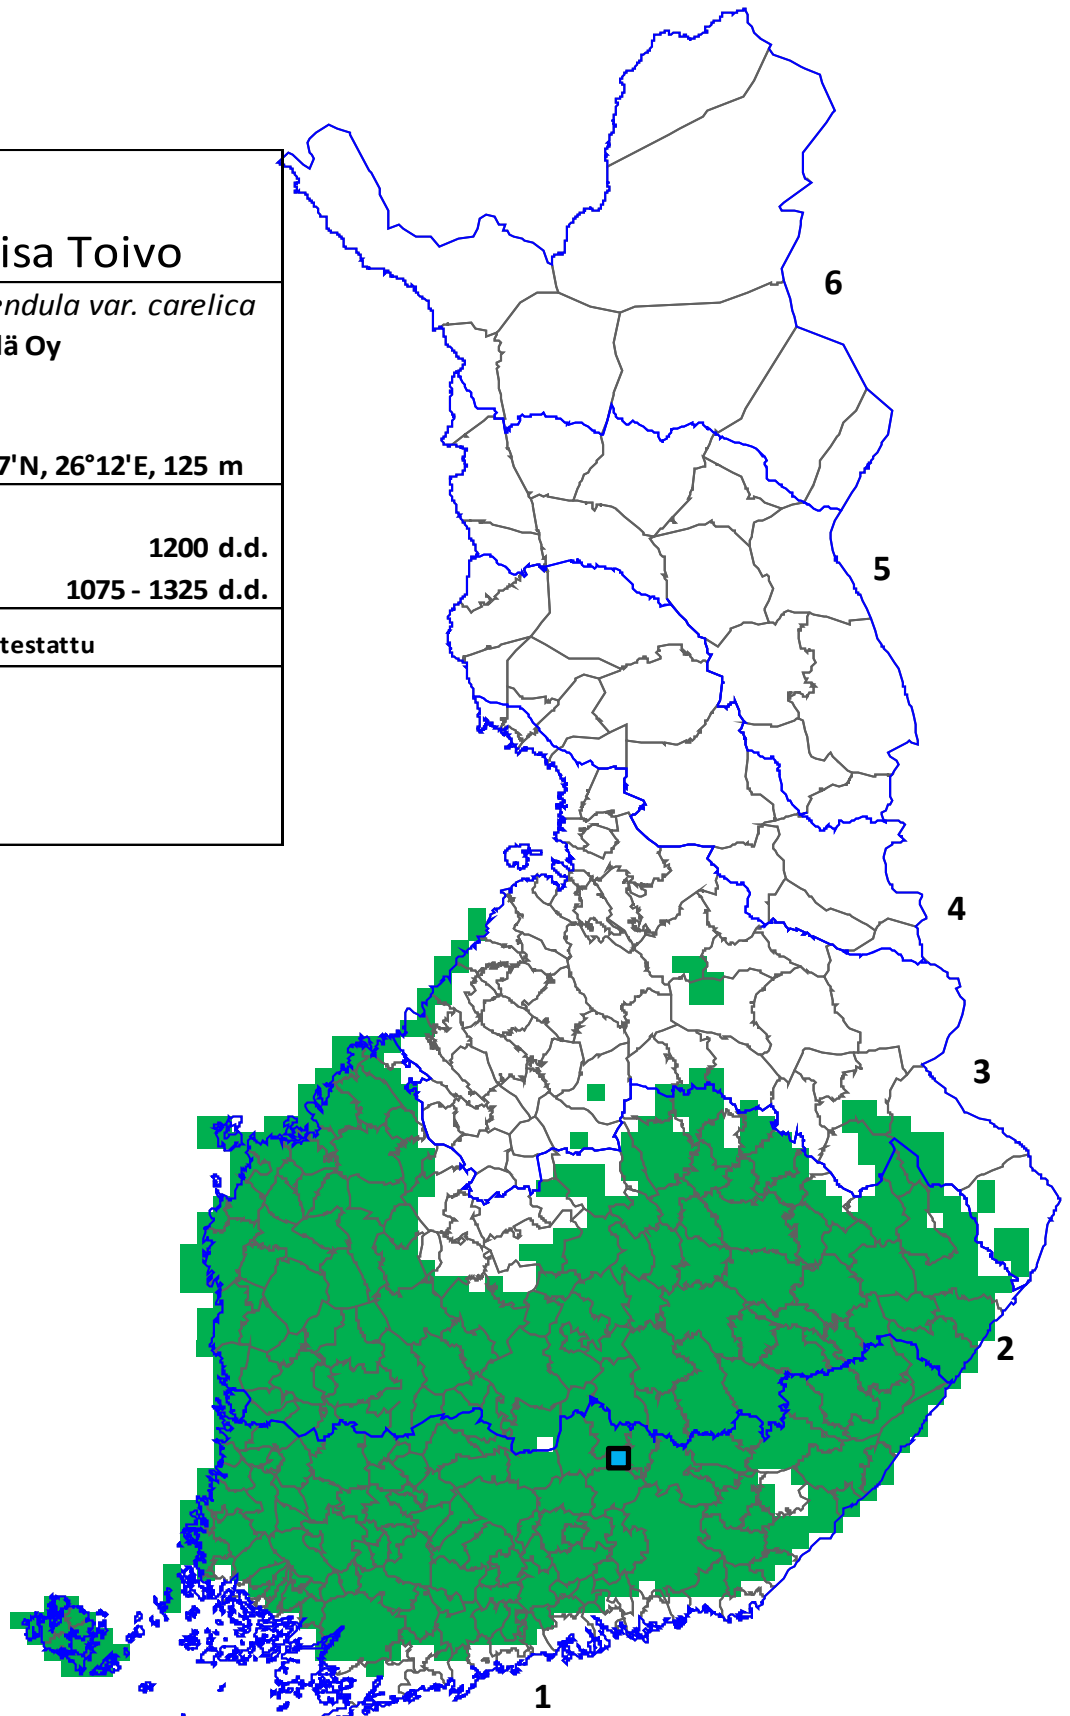 isa Toivo
endula var. carelica
lä Oy
7'N, 26°12'E, 125 m
1200 d.d.
1075 - 1325 d.d.
testattu
6
5
4
3
2
1